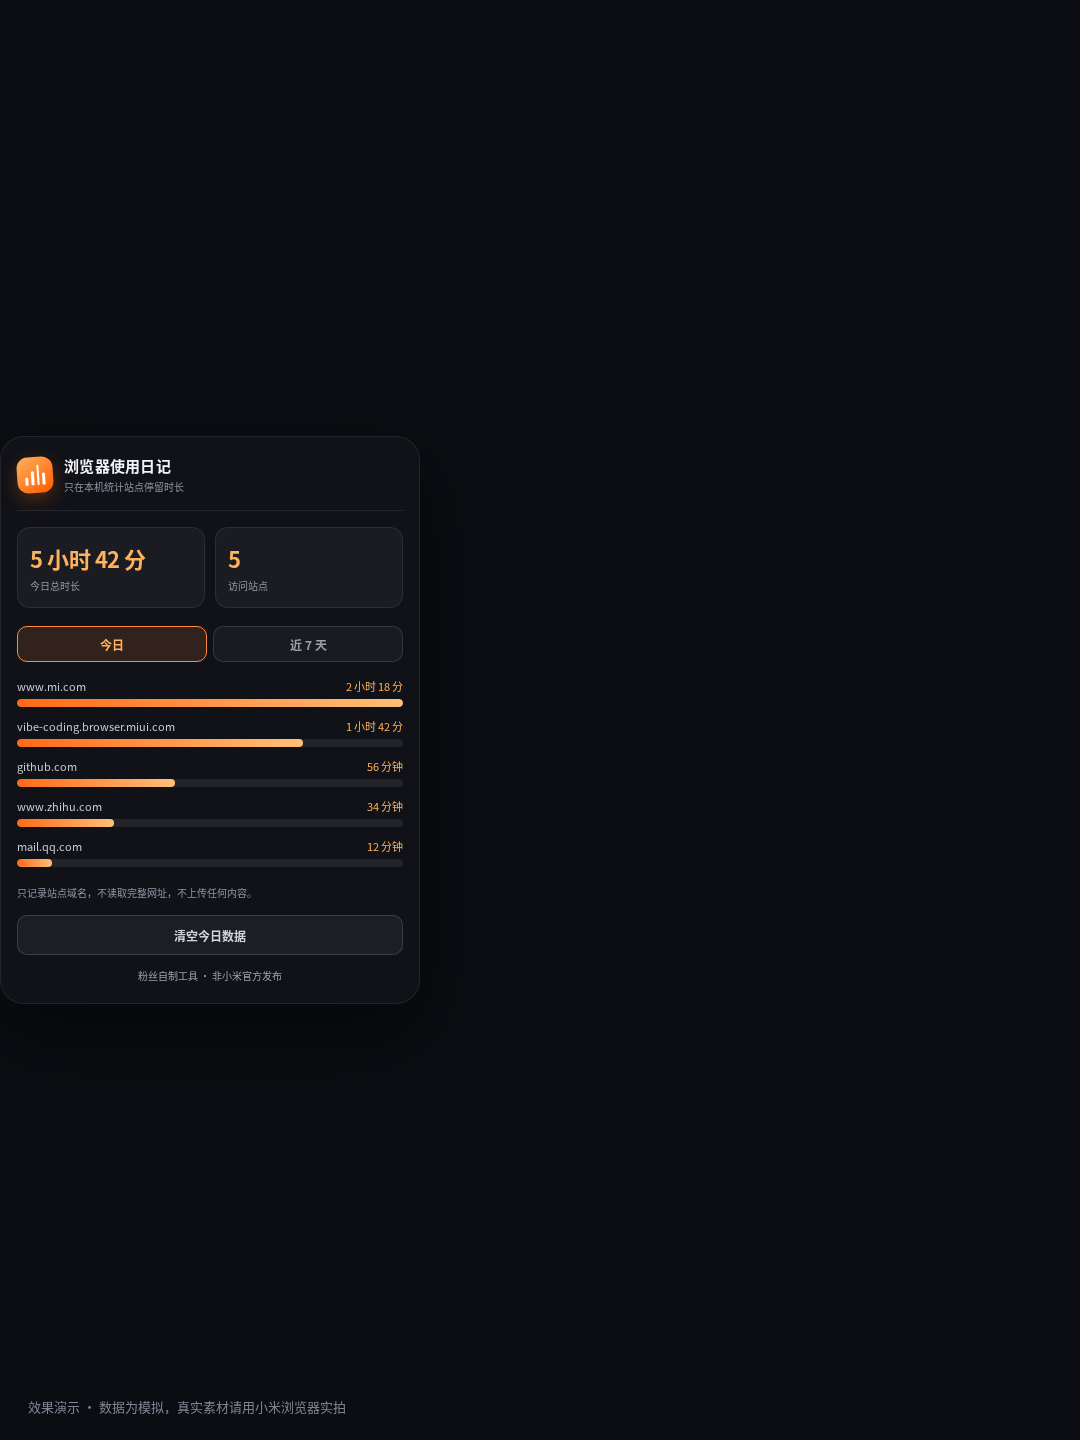 浏览器使用日记
只在本机统计站点停留时长
5 小时 42 分
今日总时长
5
访问站点
今日
近 7 天
www.mi.com 2 小时 18 分
vibe-coding.browser.miui.com 1 小时 42 分
github.com 56 分钟
www.zhihu.com 34 分钟
mail.qq.com 12 分钟
只记录站点域名，不读取完整网址，不上传任何内容。
清空今日数据
粉丝自制工具 · 非小米官方发布
效果演示 · 数据为模拟，真实素材请用小米浏览器实拍